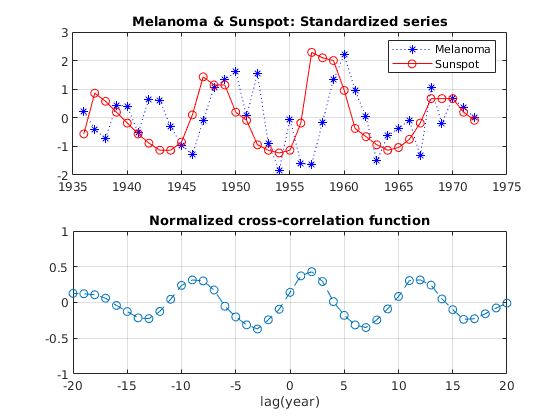 Melanoma & Sunspot: Standardized series
3
2
1
0
-1
-2
Melanoma
Sunspot
1935 1940 1945 1950 1955 1960 1965 1970 1975
Normalized cross-correlation function
1
0.5
0
-0.5
-1
-20 -15 -10 -5 0 5 10 15 20
lag(year)